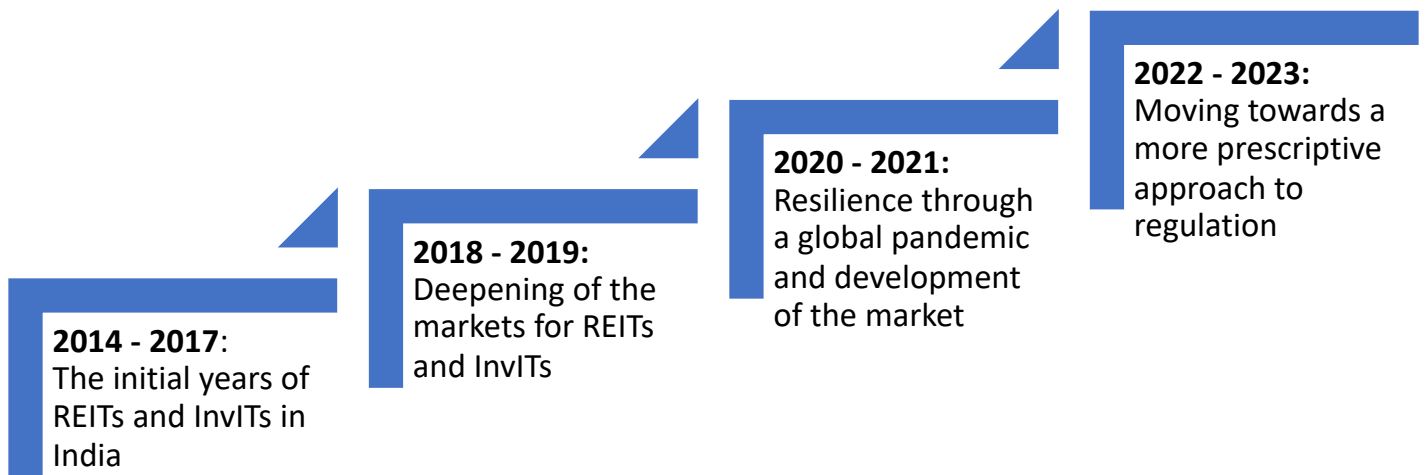 2014 - 2017:
The initial years of
REITs and InvITs in
India
2018 - 2019:
Deepening of the
markets for REITs
and InvITs
2020 - 2021:
Resilience through
a global pandemic
and development
of the market
2022 - 2023:
Moving towards a
more prescriptive
approach to
regulation